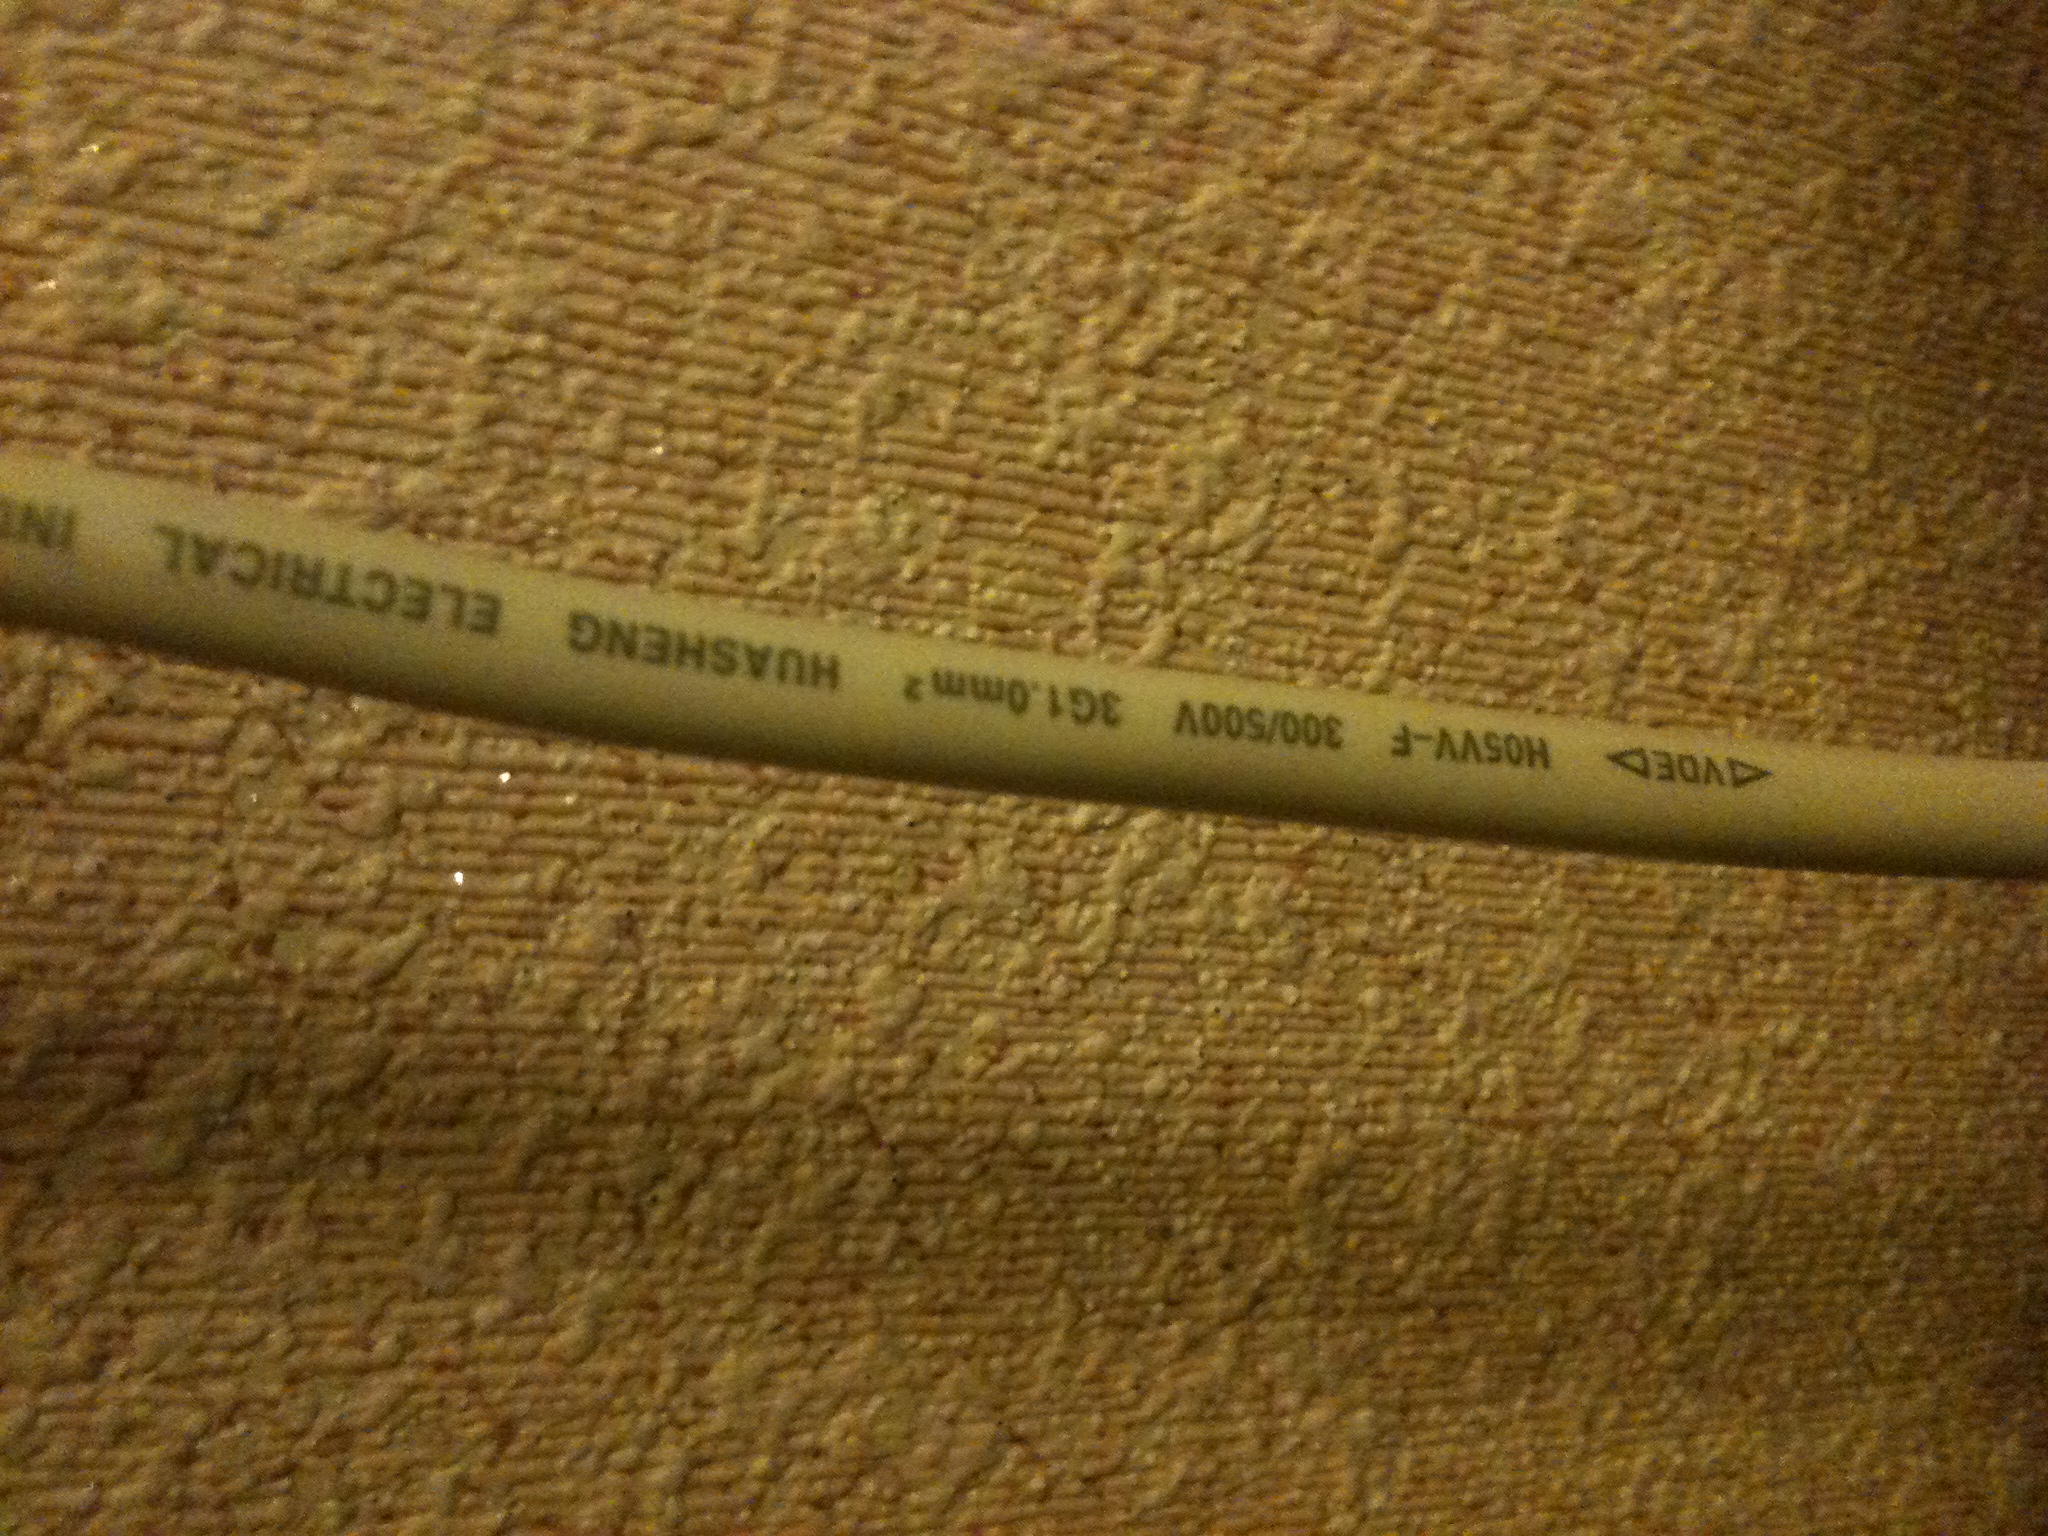 ◁VDE▷ H05VV-F 300/500V 3G1.0mm² HUASHENG ELECTRICAL